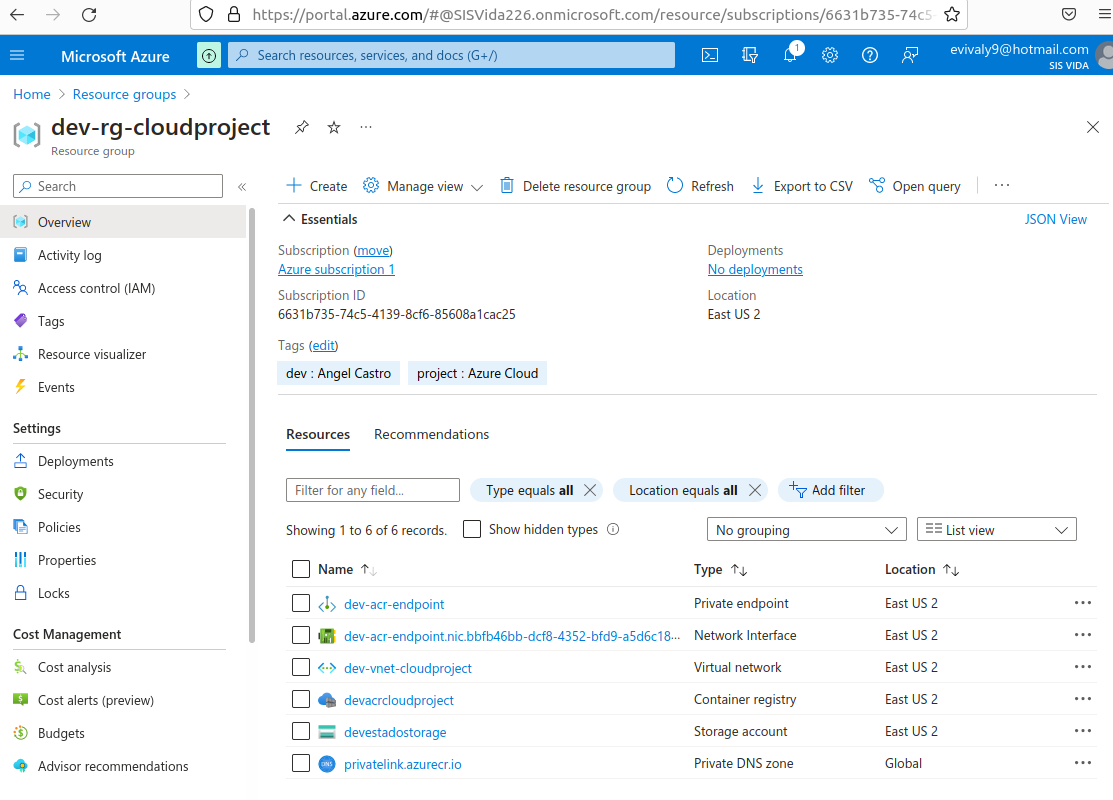 https://portal.azure.com/#@SISVida226.onmicrosoft.com/resource/subscriptions/6631b735-74c5-
Microsoft Azure
Search resources, services, and docs (G+/)
1
evivaly9@hotmail.com
SIS VIDA
Home > Resource groups >
dev-rg-cloudproject
Resource group
Search
«
Create
Manage view
Delete resource group
Refresh
Export to CSV
Open query
Overview
Activity log
Access control (IAM)
Tags
Resource visualizer
Events
Settings
Deployments
Security
Policies
Properties
Locks
Cost Management
Cost analysis
Cost alerts (preview)
Budgets
Advisor recommendations
Essentials
JSON View
Subscription (move)
Azure subscription 1
Subscription ID
6631b735-74c5-4139-8cf6-85608a1cac25
Deployments
No deployments
Location
East US 2
Tags (edit)
dev : Angel Castro
project : Azure Cloud
Resources
Recommendations
Filter for any field...
Type equals all
Location equals all
Add filter
Showing 1 to 6 of 6 records.
Show hidden types
No grouping
List view
Name Type Location
dev-acr-endpoint Private endpoint East US 2
dev-acr-endpoint.nic.bbfb46bb-dcf8-4352-bfd9-a5d6c18... Network Interface East US 2
dev-vnet-cloudproject Virtual network East US 2
devacrcloudproject Container registry East US 2
devestadostorage Storage account East US 2
DNS privatelink.azurecr.io Private DNS zone Global